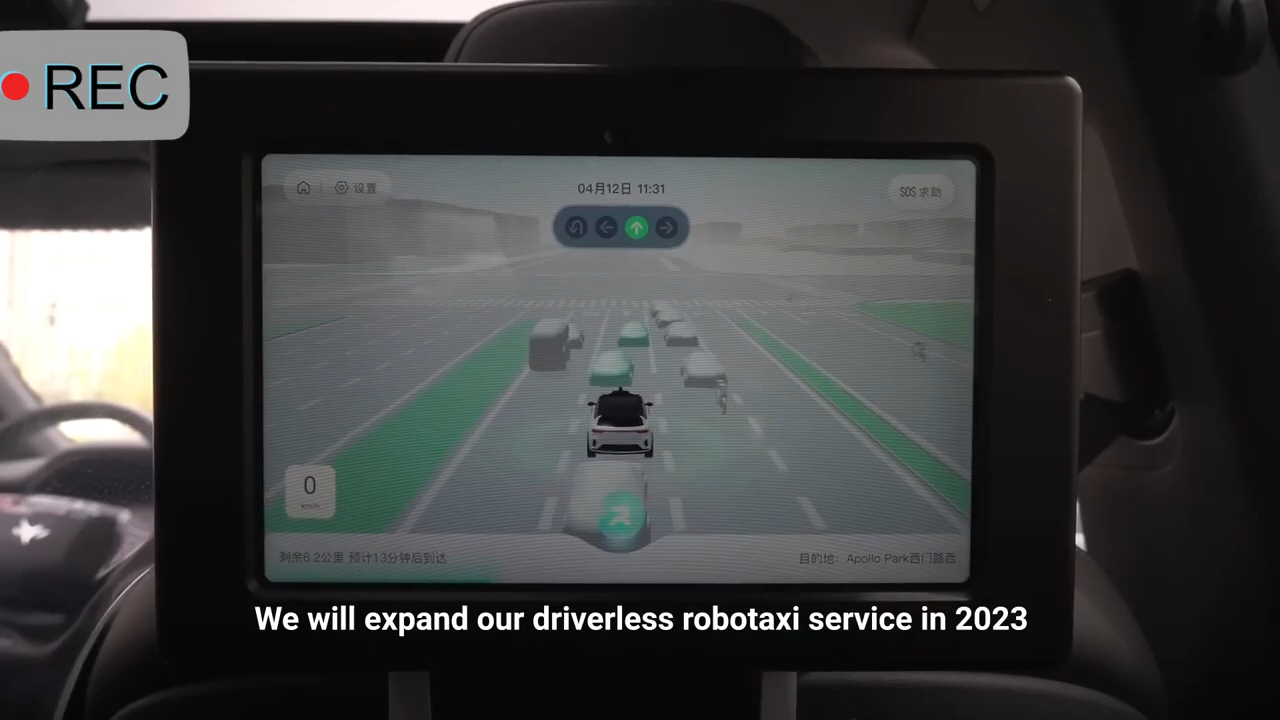 REC
设置
04月12日 11:31
SOS 求助
0
km/h
剩余6.2公里 预计13分钟后到达
目的地: Apollo Park西门路西
We will expand our driverless robotaxi service in 2023